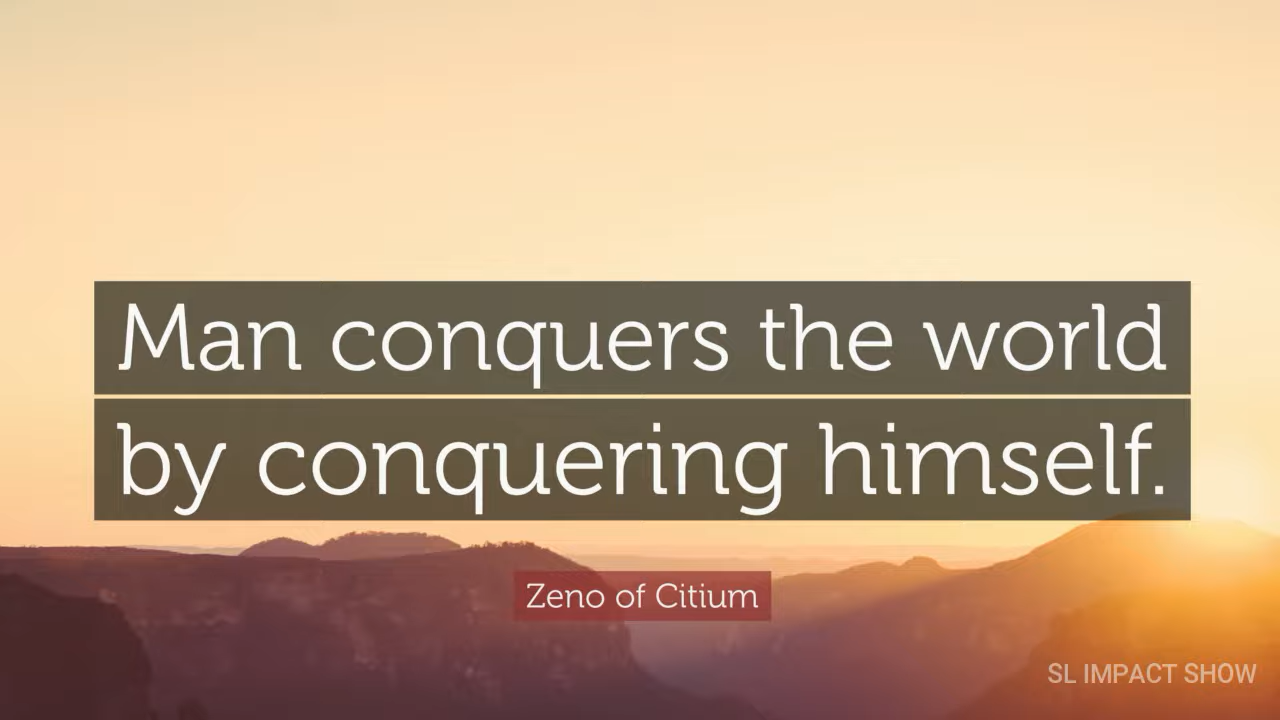 Man conquers the world
by conquering himself.
Zeno of Citium
SL IMPACT SHOW